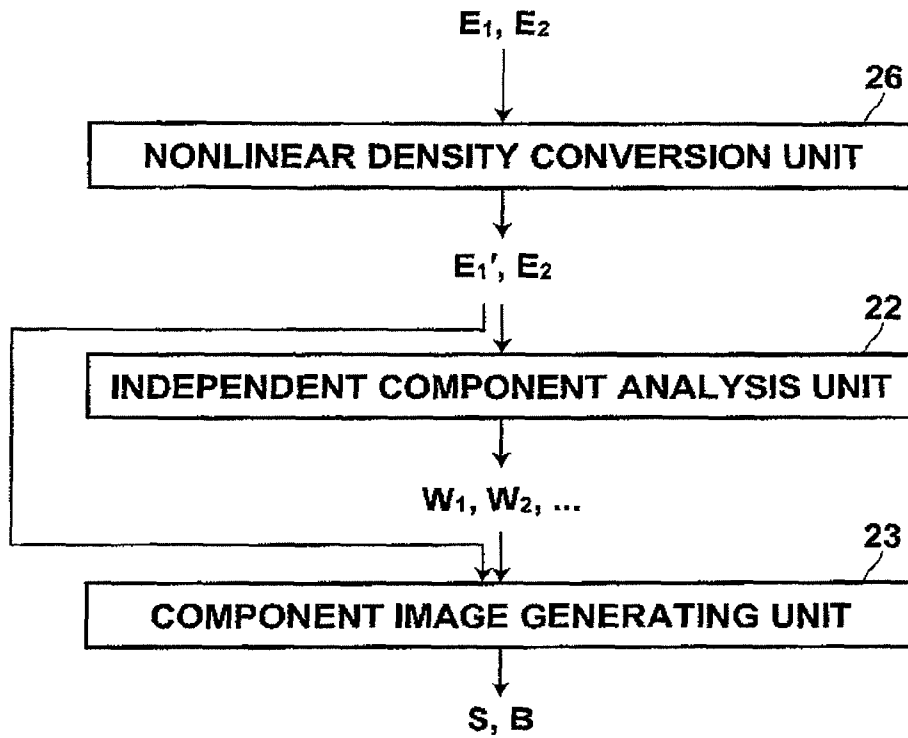 E₁, E₂
26
NONLINEAR DENSITY CONVERSION UNIT
E₁′, E₂
22
INDEPENDENT COMPONENT ANALYSIS UNIT
W₁, W₂, ...
23
COMPONENT IMAGE GENERATING UNIT
S, B